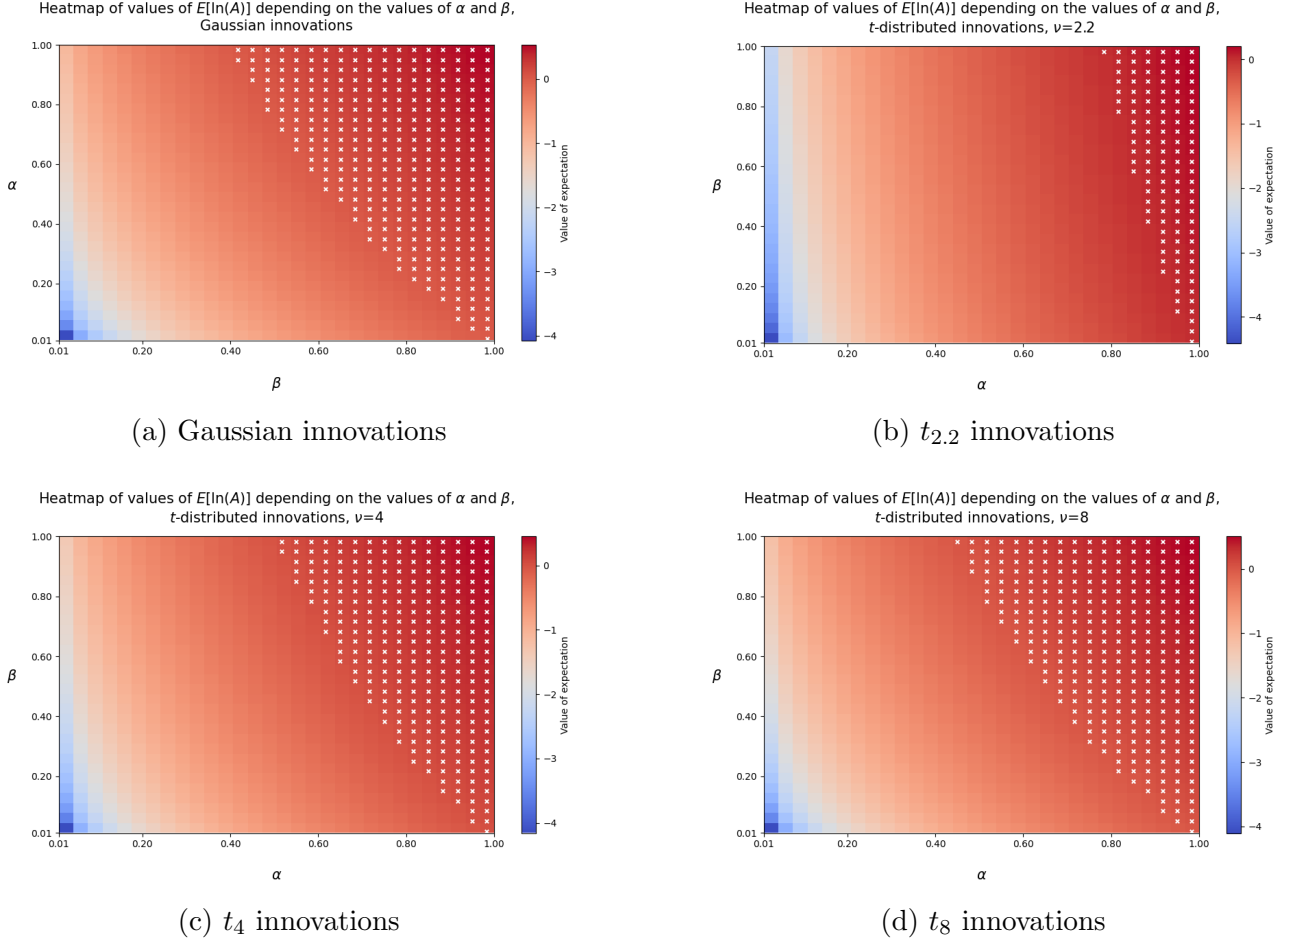 Heatmap of values of E[ln(A)] depending on the values of α and β,
Gaussian innovations
1.00
0.80
0.60
0.40
0.20
0.01
α
0.01 0.20 0.40 0.60 0.80 1.00
β
0
−1
−2
−3
−4
Value of expectation
(a) Gaussian innovations
Heatmap of values of E[ln(A)] depending on the values of α and β,
t-distributed innovations, ν=2.2
1.00
0.80
0.60
0.40
0.20
0.01
β
0.01 0.20 0.40 0.60 0.80 1.00
α
0
−1
−2
−3
−4
Value of expectation
(b) t2.2 innovations
Heatmap of values of E[ln(A)] depending on the values of α and β,
t-distributed innovations, ν=4
1.00
0.80
0.60
0.40
0.20
0.01
β
0.01 0.20 0.40 0.60 0.80 1.00
α
0
−1
−2
−3
−4
Value of expectation
(c) t4 innovations
Heatmap of values of E[ln(A)] depending on the values of α and β,
t-distributed innovations, ν=8
1.00
0.80
0.60
0.40
0.20
0.01
β
0.01 0.20 0.40 0.60 0.80 1.00
α
0
−1
−2
−3
−4
Value of expectation
(d) t8 innovations